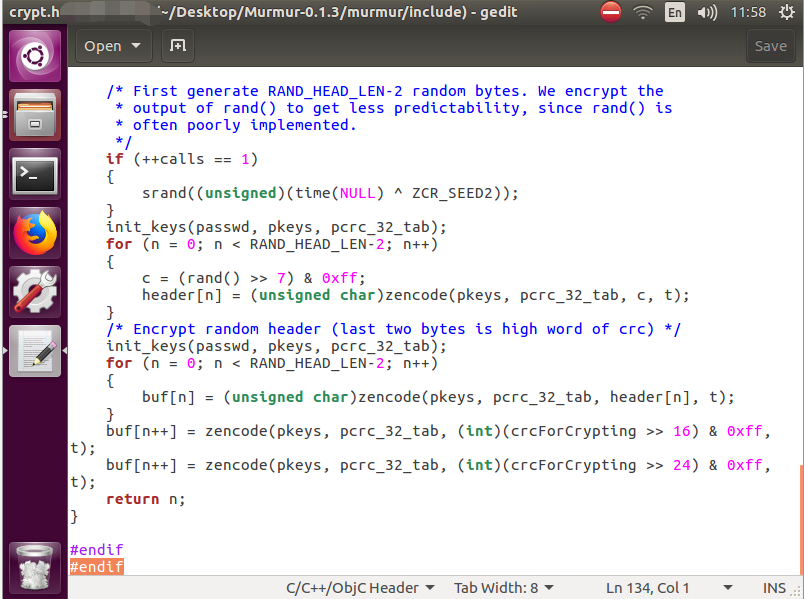 crypt.h ~/Desktop/Murmur-0.1.3/murmur/include) - gedit
En
11:58
Open
Save
/* First generate RAND_HEAD_LEN-2 random bytes. We encrypt the
* output of rand() to get less predictability, since rand() is
* often poorly implemented.
*/
if (++calls == 1)
{
srand((unsigned)(time(NULL) ^ ZCR_SEED2));
}
init_keys(passwd, pkeys, pcrc_32_tab);
for (n = 0; n < RAND_HEAD_LEN-2; n++)
{
c = (rand() >> 7) & 0xff;
header[n] = (unsigned char)zencode(pkeys, pcrc_32_tab, c, t);
}
/* Encrypt random header (last two bytes is high word of crc) */
init_keys(passwd, pkeys, pcrc_32_tab);
for (n = 0; n < RAND_HEAD_LEN-2; n++)
{
buf[n] = (unsigned char)zencode(pkeys, pcrc_32_tab, header[n], t);
}
buf[n++] = zencode(pkeys, pcrc_32_tab, (int)(crcForCrypting >> 16) & 0xff,
t);
buf[n++] = zencode(pkeys, pcrc_32_tab, (int)(crcForCrypting >> 24) & 0xff,
t);
return n;
}
#endif
#endif
C/C++/ObjC Header
Tab Width: 8
Ln 134, Col 1
INS